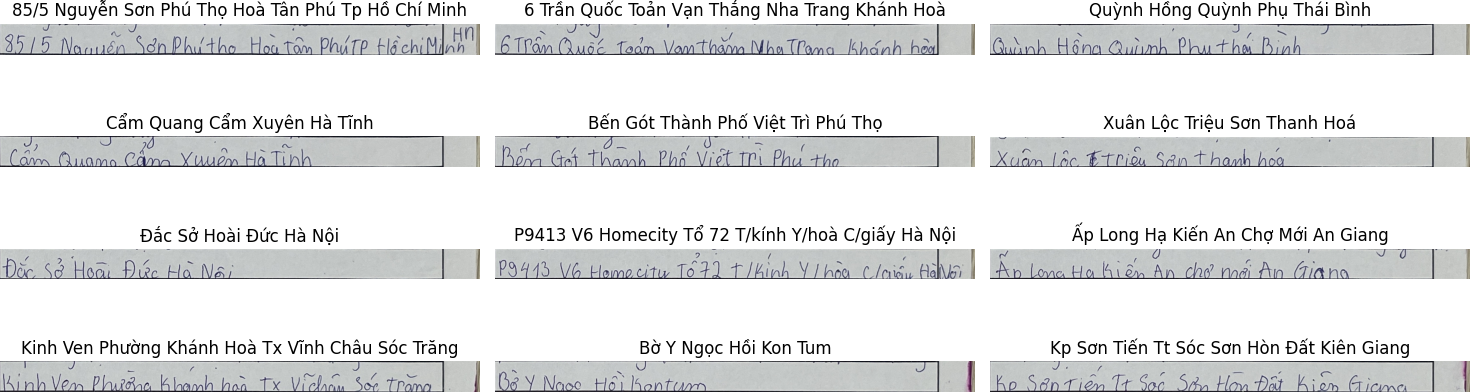 85/5 Nguyễn Sơn Phú Thọ Hoà Tân Phú Tp Hồ Chí Minh
6 Trần Quốc Toản Vạn Thắng Nha Trang Khánh Hoà
Quỳnh Hồng Quỳnh Phụ Thái Bình
85/5 Nguyễn Sơn Phú thọ Hoà Tân Phú TP Hồ chí Minh HN
6 Trần Quốc Toản Vạn thắng Nha Trang Khánh hòa
Quỳnh Hồng Quỳnh Phụ thái Bình
Cẩm Quang Cẩm Xuyên Hà Tĩnh
Bến Gót Thành Phố Việt Trì Phú Thọ
Xuân Lộc Triệu Sơn Thanh Hoá
Cẩm Quang Cẩm Xuyên Hà Tĩnh
Bến Gót thành Phố Việt trì Phú thọ
Xuân lộc triệu Sơn thanh hóa
Đắc Sở Hoài Đức Hà Nội
P9413 V6 Homecity Tổ 72 T/kính Y/hoà C/giấy Hà Nội
Ấp Long Hạ Kiến An Chợ Mới An Giang
Đắc Sở Hoài Đức Hà Nội
P9413 V6 Homecity Tổ 72 T/Kính Y/hòa C/giấy Hà Nội
Ấp Long Hạ Kiến An chợ mới An Giang
Kinh Ven Phường Khánh Hoà Tx Vĩnh Châu Sóc Trăng
Bờ Y Ngọc Hồi Kon Tum
Kp Sơn Tiến Tt Sóc Sơn Hòn Đất Kiên Giang
Kinh Ven Phường Khánh hoà Tx Vĩ châu Sóc Trăng
Bờ Y Ngọc Hồi Kontum
Kp Sơn Tiến Tt Sóc Sơn Hòn Đất Kiên Giang